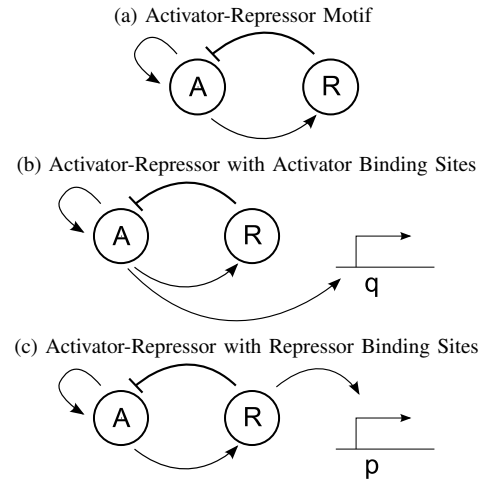 (a) Activator-Repressor Motif
A R
(b) Activator-Repressor with Activator Binding Sites
A R
q
(c) Activator-Repressor with Repressor Binding Sites
A R
p